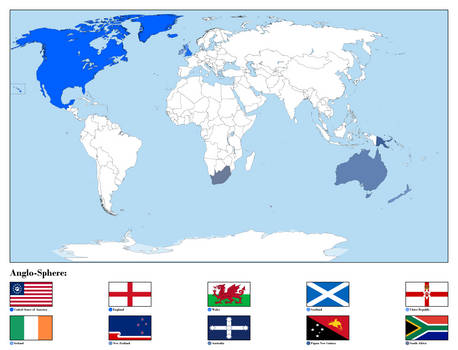 Anglo-Sphere:
United States of America
England
Wales
Scotland
Ulster Republic
Ireland
New Zealand
Australia
Papua New Guinea
South Africa